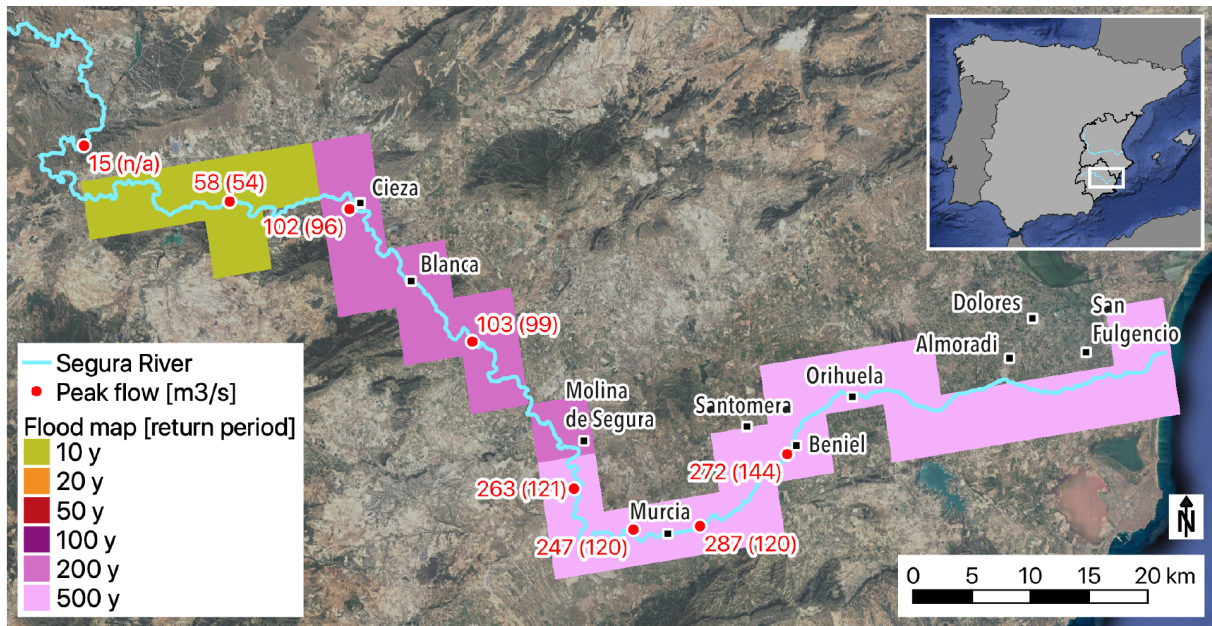 15 (n/a)
58 (54)
Cieza
102 (96)
Blanca
103 (99)
Dolores
San
Fulgencio
Almoradi
Orihuela
Molina
de Segura
Santomera
Beniel
272 (144)
263 (121)
Murcia
247 (120)
287 (120)
Segura River
Peak flow [m3/s]
Flood map [return period]
10 y
20 y
50 y
100 y
200 y
500 y
N
0 5 10 15 20 km